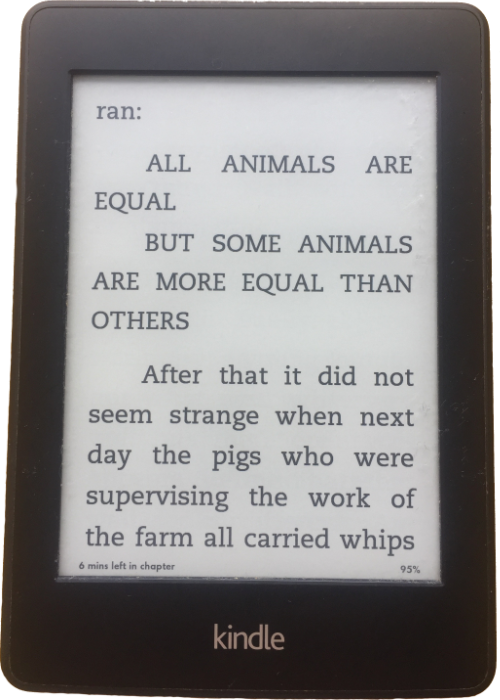 ran:
ALL ANIMALS ARE
EQUAL
BUT SOME ANIMALS
ARE MORE EQUAL THAN
OTHERS
After that it did not
seem strange when next
day the pigs who were
supervising the work of
the farm all carried whips
6 mins left in chapter 95%
kindle